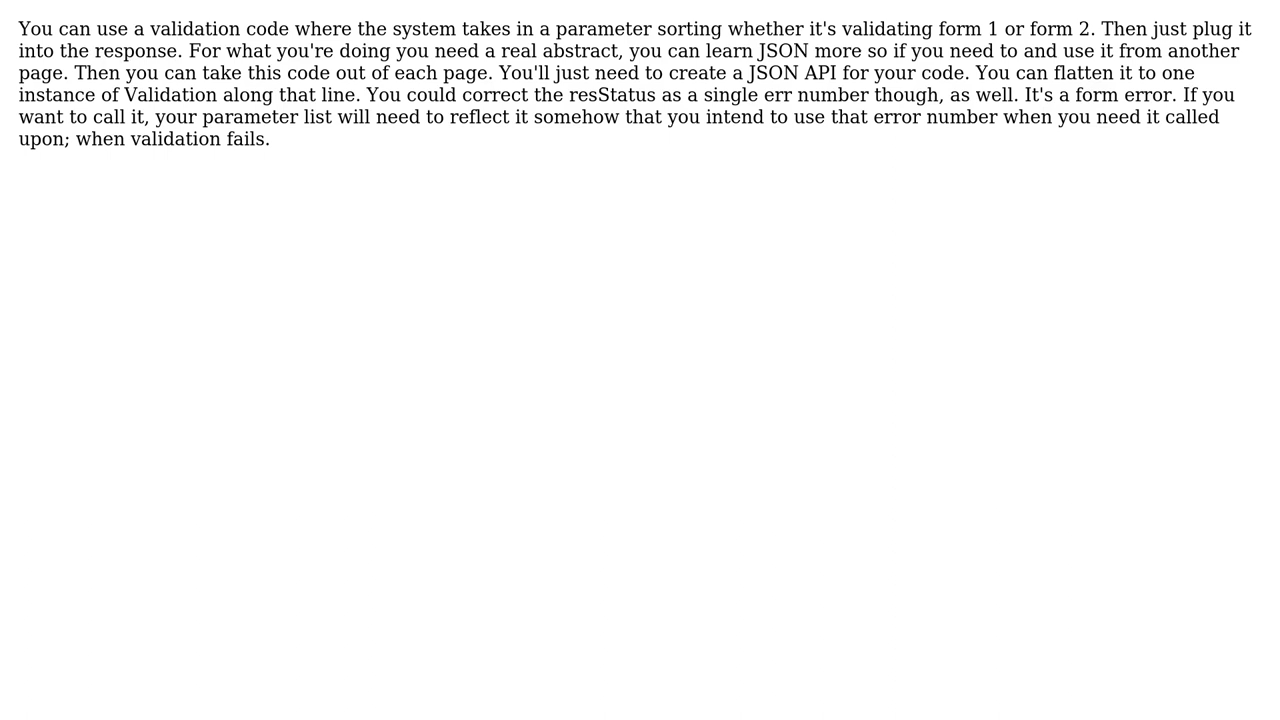 You can use a validation code where the system takes in a parameter sorting whether it's validating form 1 or form 2. Then just plug it
into the response. For what you're doing you need a real abstract, you can learn JSON more so if you need to and use it from another
page. Then you can take this code out of each page. You'll just need to create a JSON API for your code. You can flatten it to one
instance of Validation along that line. You could correct the resStatus as a single err number though, as well. It's a form error. If you
want to call it, your parameter list will need to reflect it somehow that you intend to use that error number when you need it called
upon; when validation fails.